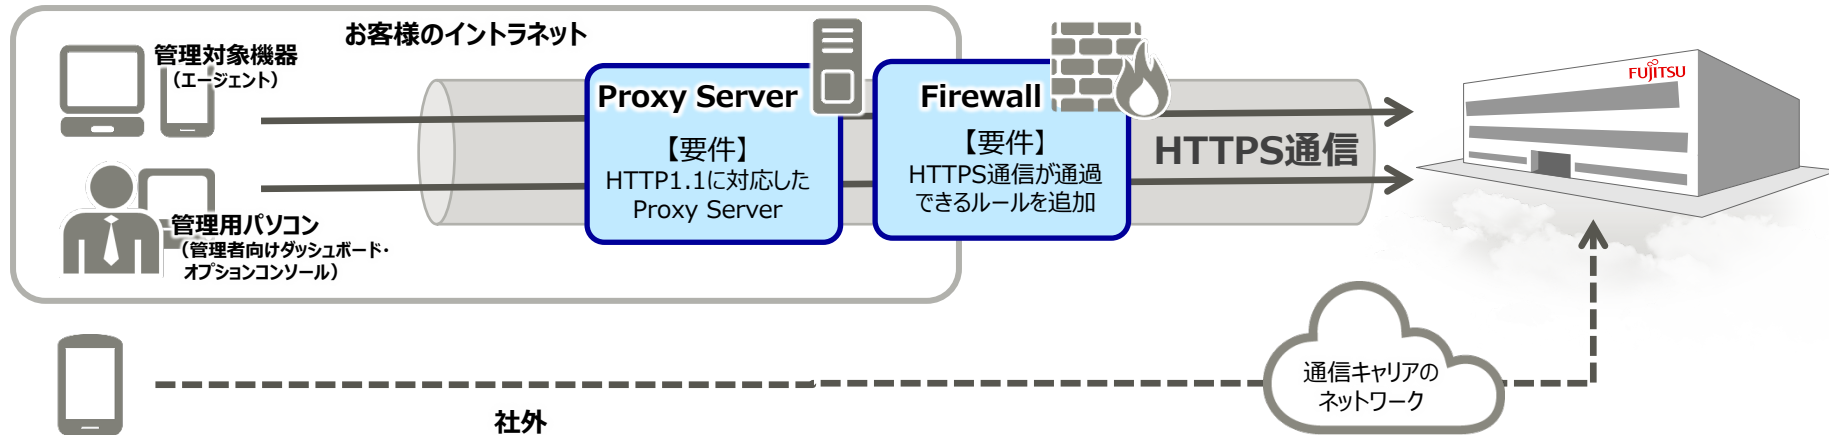 お客様のイントラネット
管理対象機器
（エージェント）
Proxy Server
【要件】
HTTP1.1に対応した
Proxy Server
Firewall
【要件】
HTTPS通信が通過
できるルールを追加
HTTPS通信
FUJITSU
管理用パソコン
（管理者向けダッシュボード・
オプションコンソール）
社外
通信キャリアの
ネットワーク